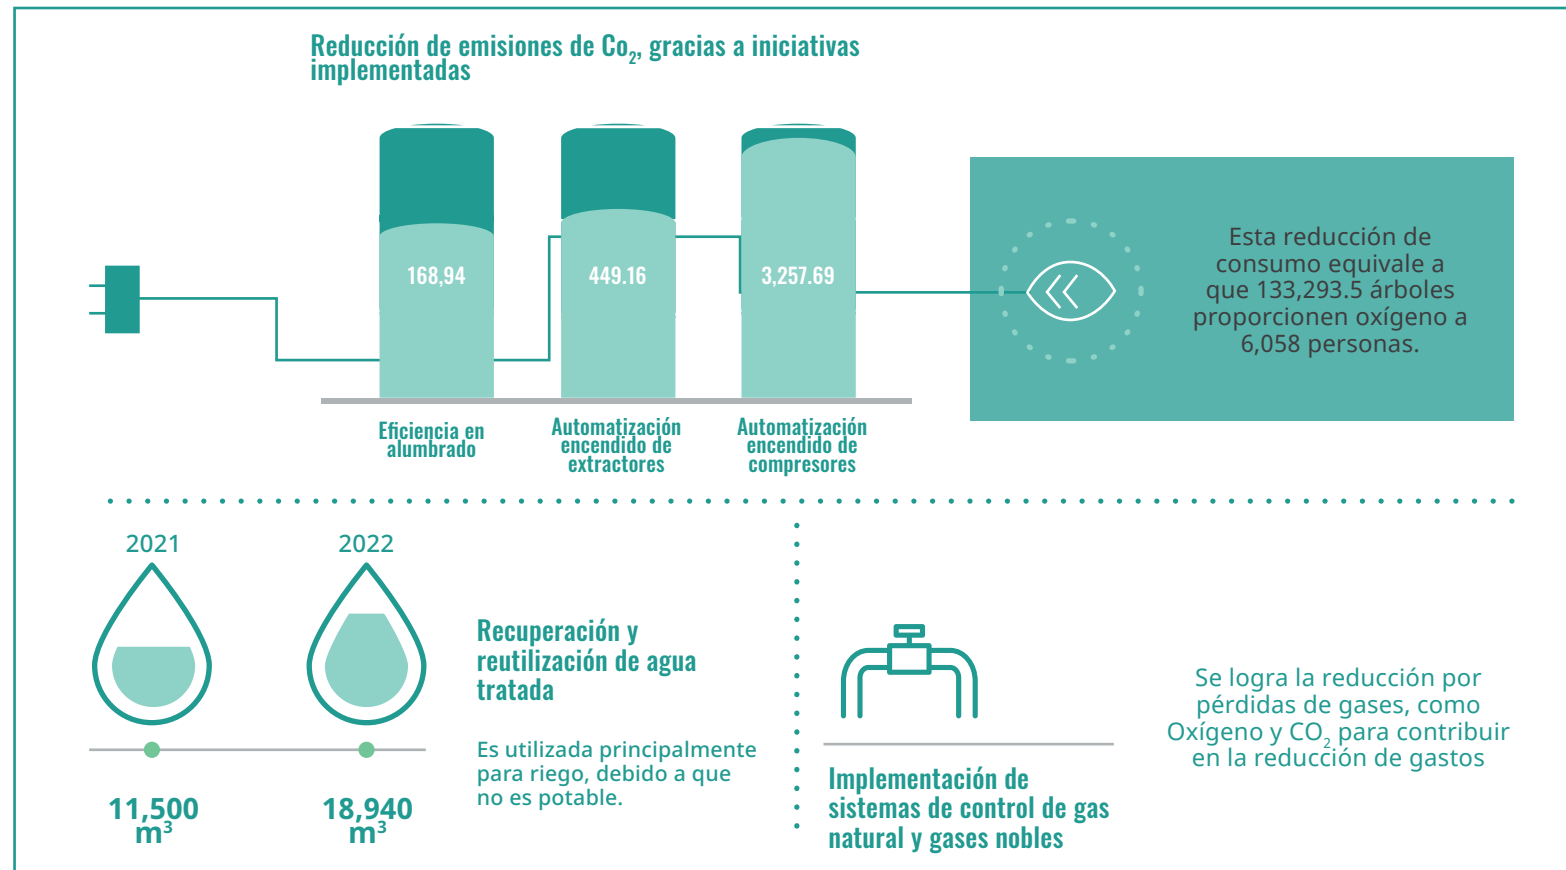 Reducción de emisiones de Co₂, gracias a iniciativas
implementadas
168,94
449.16
3,257.69
Eficiencia en
alumbrado
Automatización
encendido de
extractores
Automatización
encendido de
compresores
Esta reducción de
consumo equivale a
que 133,293.5 árboles
proporcionen oxígeno a
6,058 personas.
2021
2022
11,500
m³
18,940
m³
Recuperación y
reutilización de agua
tratada
Es utilizada principalmente
para riego, debido a que
no es potable.
Implementación de
sistemas de control de gas
natural y gases nobles
Se logra la reducción por
pérdidas de gases, como
Oxígeno y CO₂ para contribuir
en la reducción de gastos